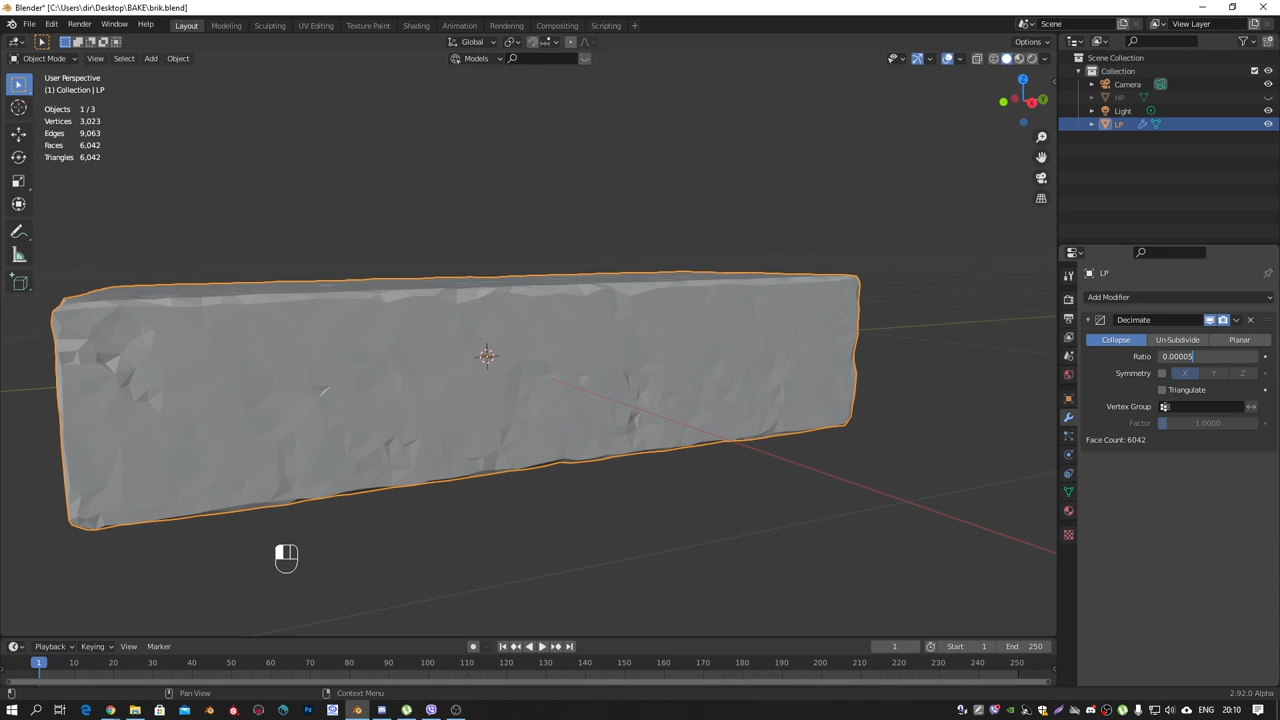 Blender* [C:\Users\dir\Desktop\BAKE\brik.blend]
File Edit Render Window Help Layout Modeling Sculpting UV Editing Texture Paint Shading Animation Rendering Compositing Scripting + Scene View Layer
Global Options
Object Mode View Select Add Object Models
User Perspective
(1) Collection | LP
Objects 1 / 3
Vertices 3,023
Edges 9,063
Faces 6,042
Triangles 6,042
Z
X
Y
Scene Collection
Collection
Camera
HP
Light
LP
LP
Add Modifier
Decimate
Collapse Un-Subdivide Planar
Ratio 0.00005
Symmetry X Y Z
Triangulate
Vertex Group
Factor 1.0000
Face Count: 6042
Playback Keying View Marker 1 Start 1 End 250
1 10 20 30 40 50 60 70 80 90 100 110 120 130 140 150 160 170 180 190 200 210 220 230 240 250
Pan View Context Menu 2.92.0 Alpha
ENG 20:10